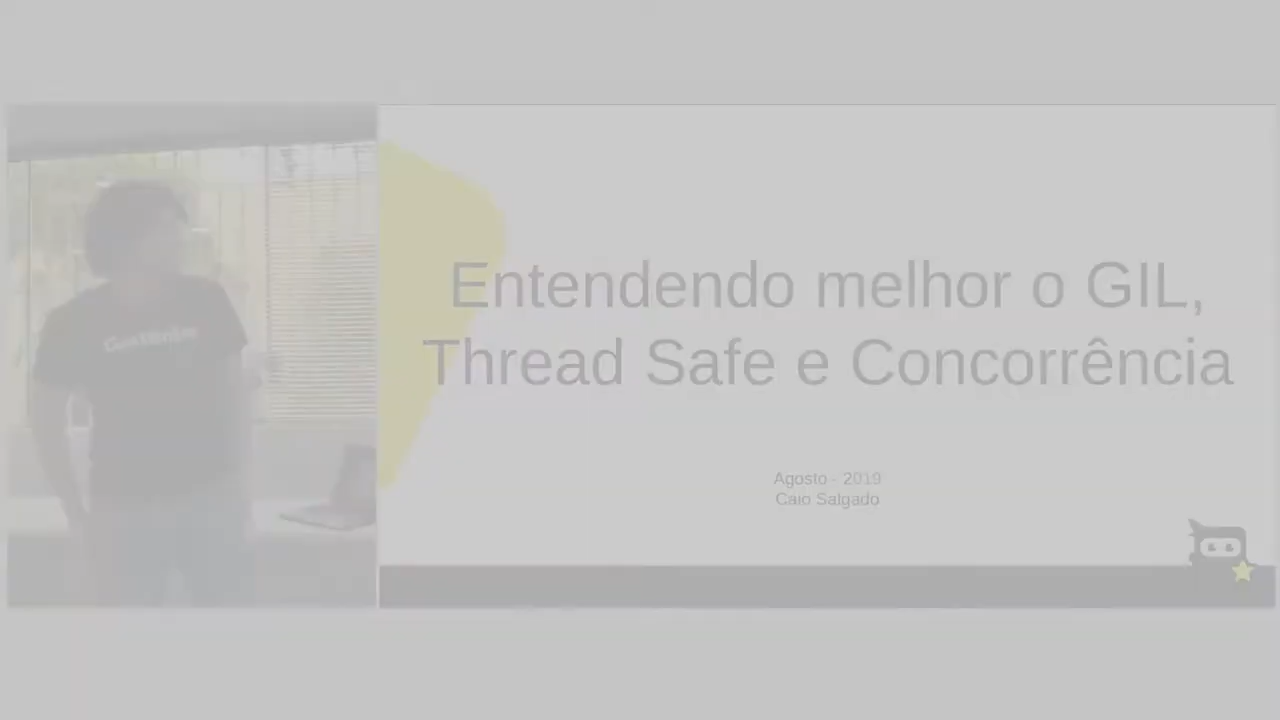 Entendendo melhor o GIL,
Thread Safe e Concorrência
Agosto - 2019
Caio Salgado